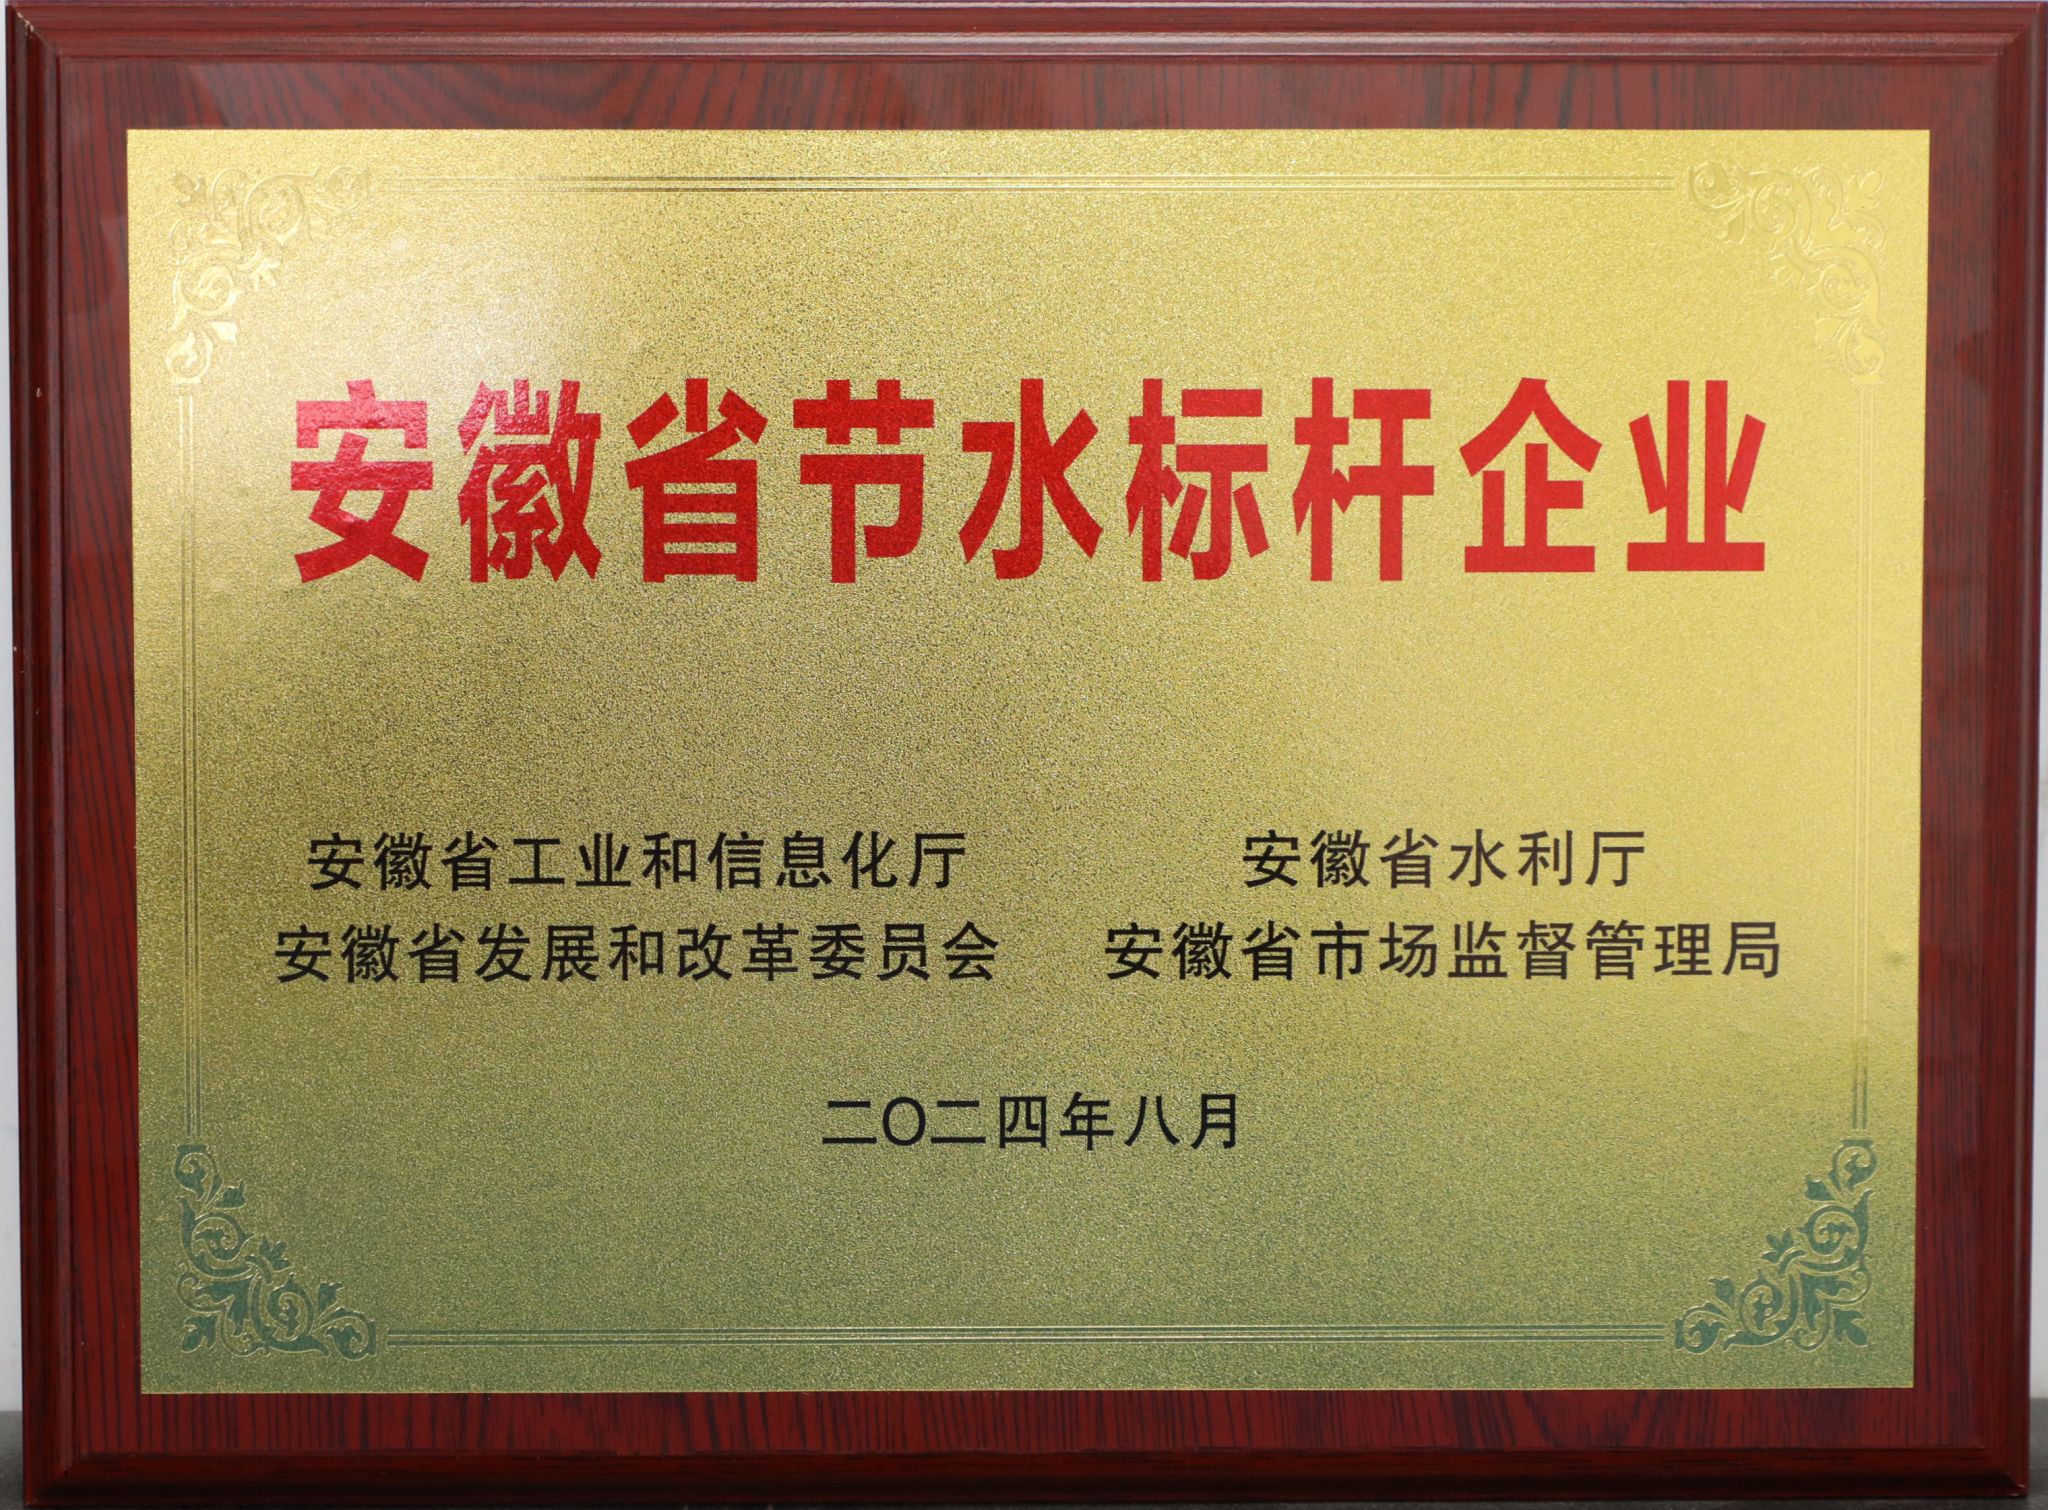 安徽省节水标杆企业
安徽省工业和信息化厅 安徽省水利厅
安徽省发展和改革委员会 安徽省市场监督管理局
二〇二四年八月